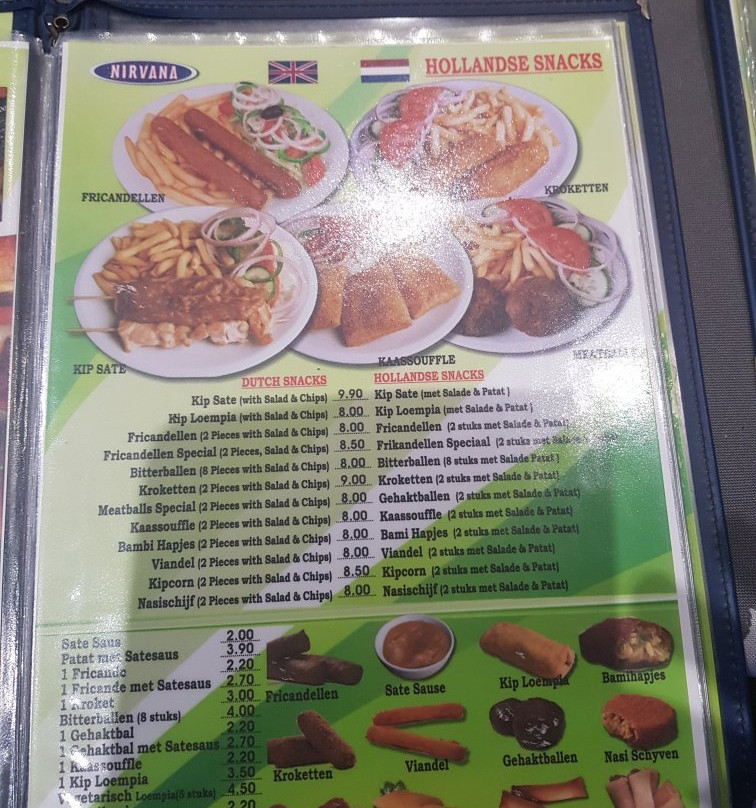 NIRVANA
HOLLANDSE SNACKS
FRICANDELLEN
KROKETTEN
KIP SATE
KAASSOUFFLE
MEATBALLS
DUTCH SNACKS HOLLANDSE SNACKS
Kip Sate (with Salad & Chips) 9.90 Kip Sate (met Salade & Patat)
Kip Loempia (with Salad & Chips) 8.00 Kip Loempia (met Salade & Patat)
Fricandellen (2 Pieces with Salad & Chips) 8.00 Fricandellen (2 stuks met Salade & Patat)
Fricandellen Special (2 Pieces, Salad & Chips) 8.50 Frikandellen Speciaal (2 stuks met Salade
Bitterballen (8 Pieces with Salad & Chips) 8.00 Bitterballen (8 stuks met Salade Patat)
Kroketten (2 Pieces with Salad & Chips) 9.00 Kroketten (2 stuks met Salade & Patat)
Meatballs Special (2 Pieces with Salad & Chips) 8.00 Gehaktballen (2 stuks met Salade & Patat)
Kaassouffle (2 Pieces with Salad & Chips) 8.00 Kaassouffle (2 stuks met Salade & Patat)
Bambi Hapjes (2 Pieces with Salad & Chips) 8.00 Bami Hapjes (2 stuks met Salade & Patat)
Viandel (2 Pieces with Salad & Chips) 8.00 Viandel (2 stuks met Salade & Patat)
Kipcorn (2 Pieces with Salad & Chips) 8.50 Kipcorn (2 stuks met Salade & Patat)
Nasischijf (2 Pieces with Salad & Chips) 8.00 Nasischijf (2 stuks met Salade & Patat)
Sate Saus 2.00
Patat met Satesaus 3.90
1 Fricande 2.20
1 Fricande met Satesaus 2.70
1 Kroket 3.00
Bitterballen (8 stuks) 4.00
1 Gehaktbal 2.20
1 Gehaktbal met Satesaus 2.70
1 Kaassouffle 2.20
1 Kip Loempia 3.50
Vegetarisch Loempia(8 stuks) 4.50
2.20
Fricandellen
Sate Sause
Kip Loempia
Bamihapjes
Kroketten
Viandel
Gehaktballen
Nasi Schyven